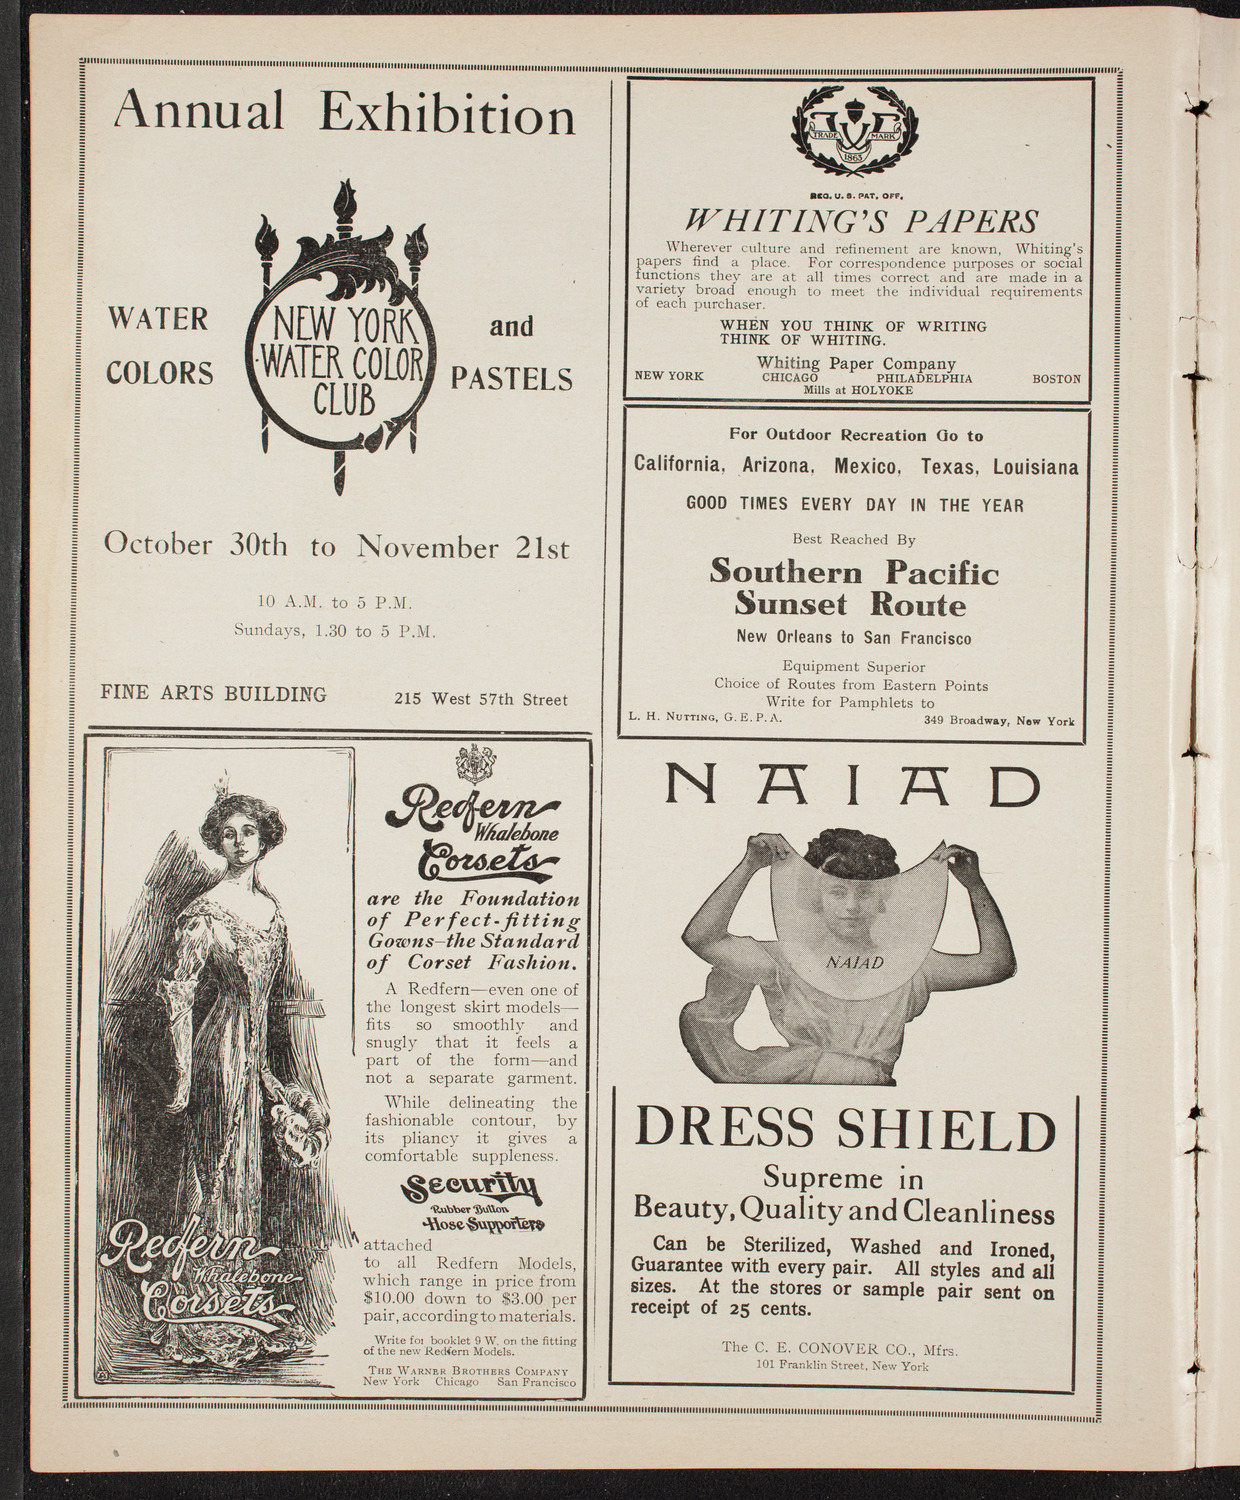 Annual Exhibition
WATER
COLORS
NEW YORK
WATER COLOR
CLUB
and
PASTELS
October 30th to November 21st
10 A.M. to 5 P.M.
Sundays, 1.30 to 5 P.M.
FINE ARTS BUILDING 215 West 57th Street
Redfern
Whalebone
Corsets
Redfern
Whalebone
Corsets
are the Foundation
of Perfect-fitting
Gowns—the Standard
of Corset Fashion.
A Redfern—even one of
the longest skirt models—
fits so smoothly and
snugly that it feels a
part of the form—and
not a separate garment.
While delineating the
fashionable contour, by
its pliancy it gives a
comfortable suppleness.
Security
Rubber Button
Hose Supporters
attached
to all Redfern Models,
which range in price from
$10.00 down to $3.00 per
pair, according to materials.
Write for booklet 9 W. on the fitting
of the new Redfern Models.
THE WARNER BROTHERS COMPANY
New York Chicago San Francisco
TRADE MARK
1863
REG. U. S. PAT. OFF.
WHITING'S PAPERS
Wherever culture and refinement are known, Whiting's
papers find a place. For correspondence purposes or social
functions they are at all times correct and are made in a
variety broad enough to meet the individual requirements
of each purchaser.
WHEN YOU THINK OF WRITING
THINK OF WHITING.
Whiting Paper Company
NEW YORK CHICAGO PHILADELPHIA BOSTON
Mills at HOLYOKE
For Outdoor Recreation Go to
California, Arizona, Mexico, Texas, Louisiana
GOOD TIMES EVERY DAY IN THE YEAR
Best Reached By
Southern Pacific
Sunset Route
New Orleans to San Francisco
Equipment Superior
Choice of Routes from Eastern Points
Write for Pamphlets to
L. H. NUTTING, G. E. P. A. 349 Broadway, New York
NAIAD
NAIAD
DRESS SHIELD
Supreme in
Beauty, Quality and Cleanliness
Can be Sterilized, Washed and Ironed,
Guarantee with every pair. All styles and all
sizes. At the stores or sample pair sent on
receipt of 25 cents.
The C. E. CONOVER CO., Mfrs.
101 Franklin Street, New York